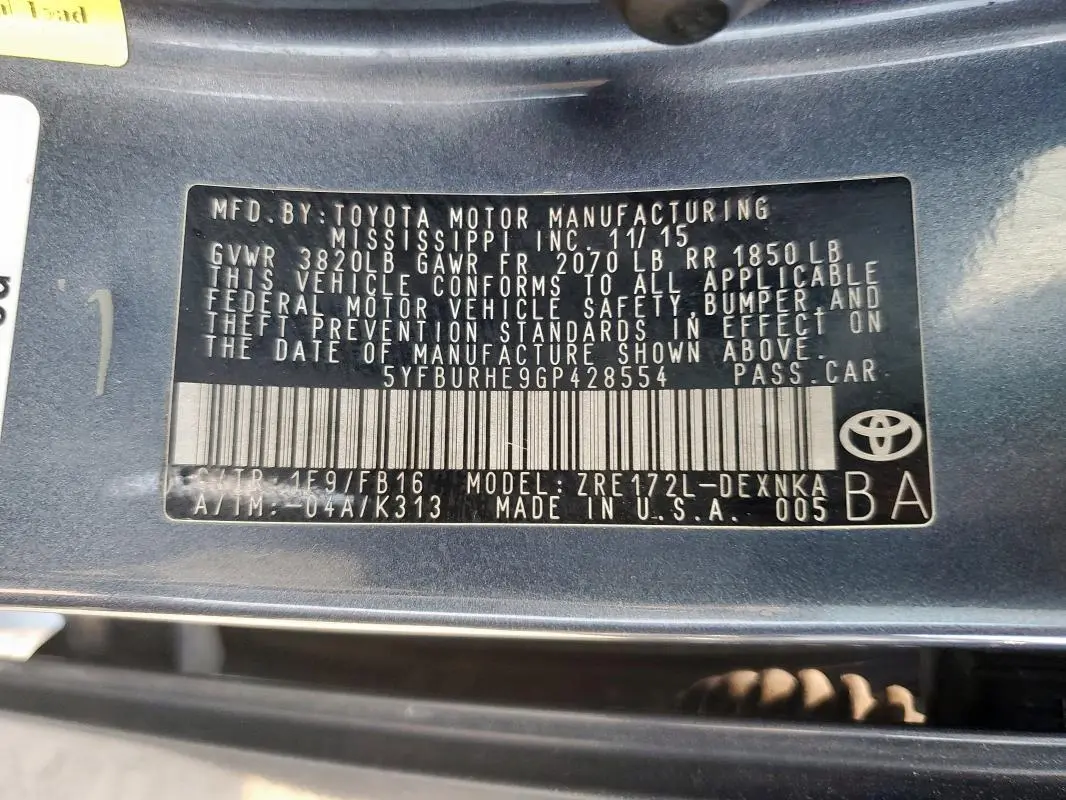 MFD.BY:TOYOTA MOTOR MANUFACTURING
MISSISSIPPI INC. 11/15
GVWR 3820LB GAWR FR 2070 LB RR 1850 LB
THIS VEHICLE CONFORMS TO ALL APPLICABLE
FEDERAL MOTOR VEHICLE SAFETY,BUMPER,AND
THEFT PREVENTION STANDARDS IN EFFECT ON
THE DATE OF MANUFACTURE SHOWN ABOVE.
5YFBURHE9GP428554 PASS.CAR
C/TR: 1F9/FB16 MODEL: ZRE172L-DEXNKA
A/TM:-04A/K313 MADE IN U.S.A. 005 BA
1